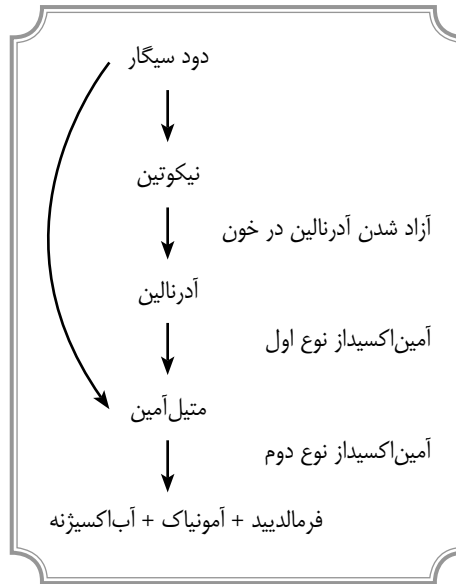 دود سیگار
نیکوتین
آزاد شدن آدرنالین در خون
آدرنالین
آمین‌اکسیداز نوع اول
متیل‌آمین
آمین‌اکسیداز نوع دوم
فرمالدیید + آمونیاک + آب‌اکسیژنه